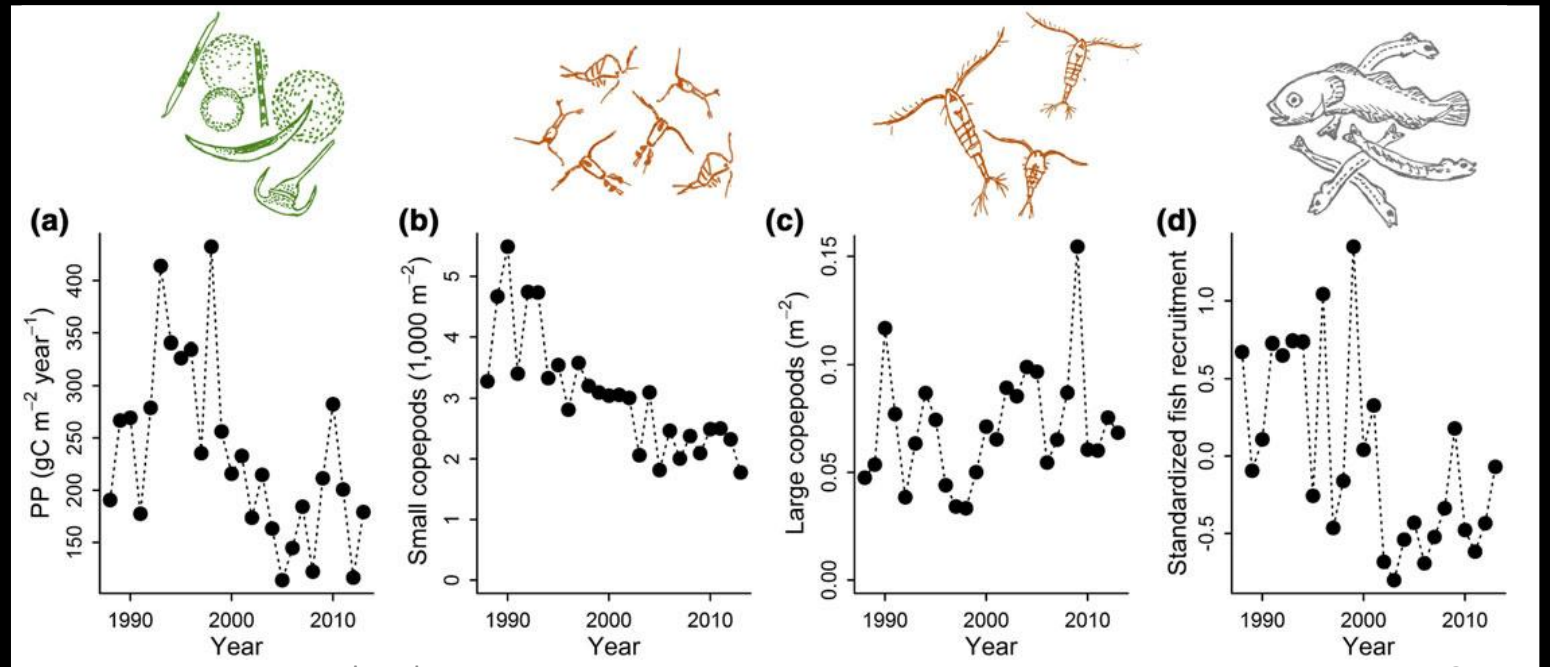 (a)
PP (gC m⁻² year⁻¹)
400
350
300
250
200
150
1990 2000 2010
Year
(b)
Small copepods (1,000 m⁻²)
5
4
3
2
1
0
1990 2000 2010
Year
(c)
Large copepods (m⁻²)
0.15
0.10
0.05
0.00
1990 2000 2010
Year
(d)
Standardized fish recruitment
1.0
0.5
0.0
-0.5
1990 2000 2010
Year